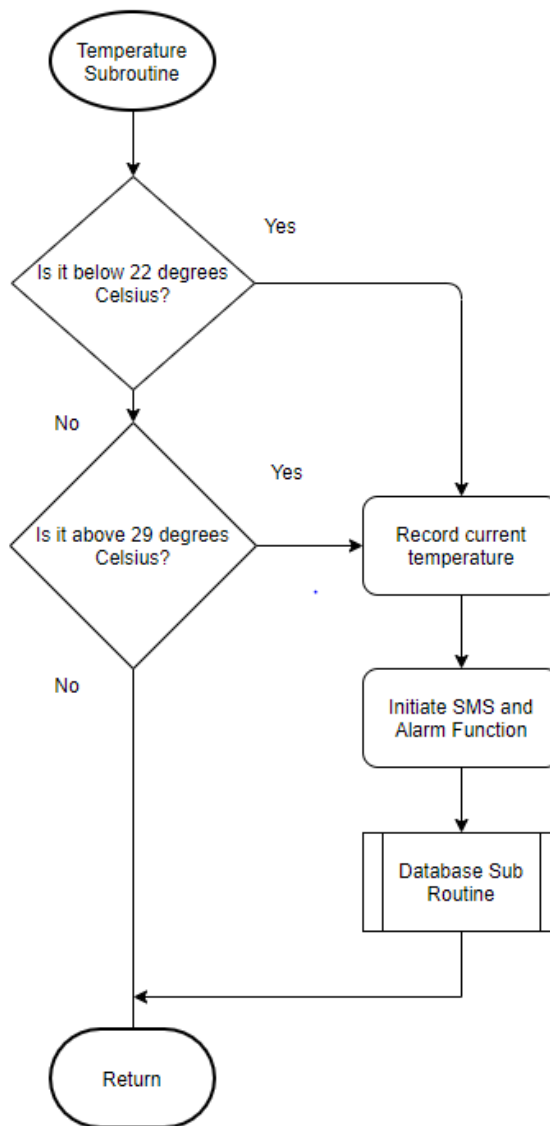 Temperature
Subroutine
Yes
Is it below 22 degrees
Celsius?
No
Yes
Is it above 29 degrees
Celsius?
Record current
temperature
No
Initiate SMS and
Alarm Function
Database Sub
Routine
Return